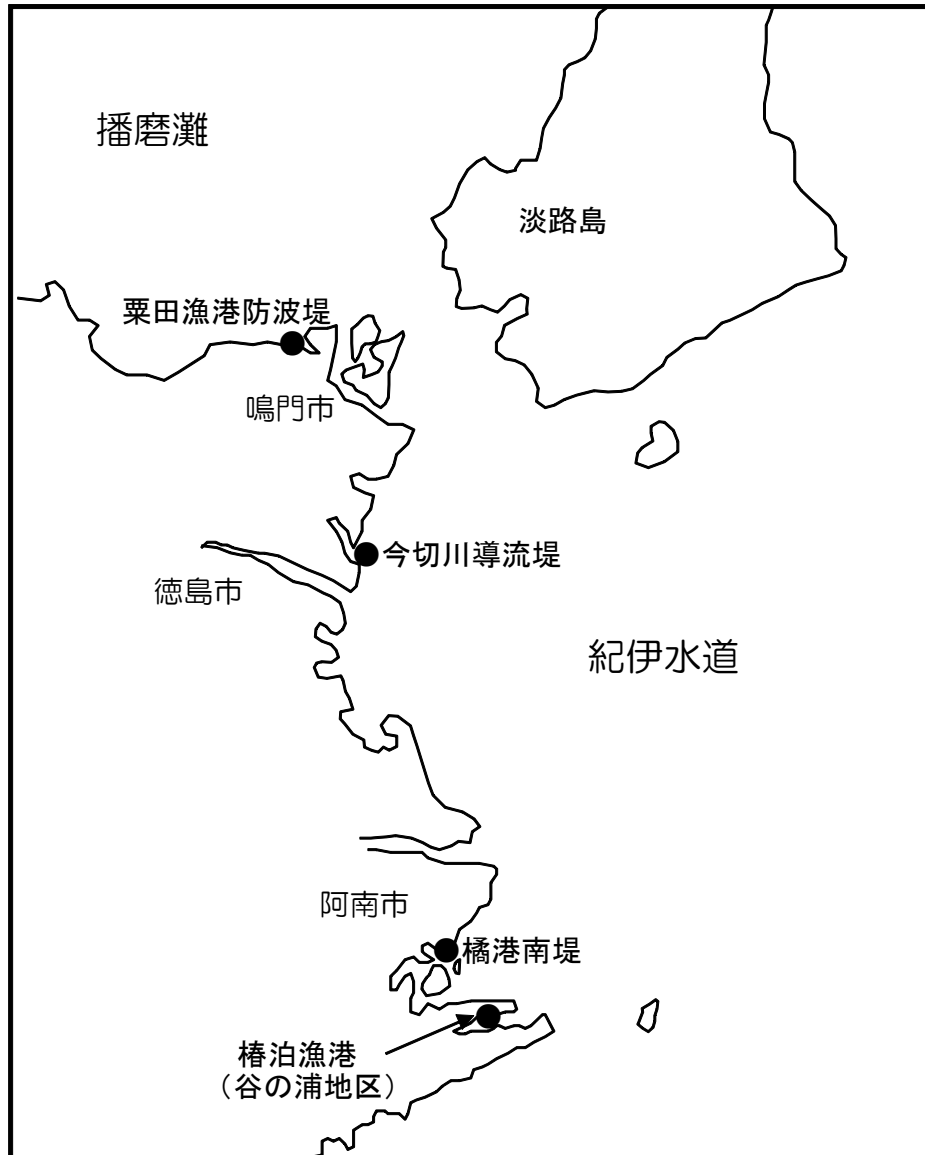 播磨灘
淡路島
粟田漁港防波堤
鳴門市
今切川導流堤
徳島市
紀伊水道
阿南市
橘港南堤
椿泊漁港
（谷の浦地区）